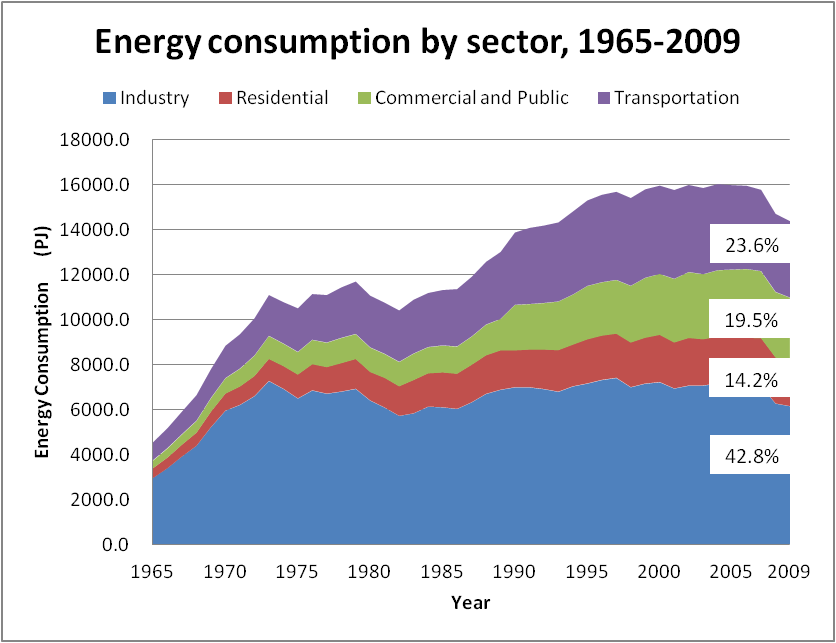 Energy consumption by sector, 1965-2009
Industry Residential Commercial and Public Transportation
18000.0
16000.0
14000.0
12000.0
10000.0
8000.0
6000.0
4000.0
2000.0
0.0
Energy Consumption (PJ)
23.6%
19.5%
14.2%
42.8%
1965 1970 1975 1980 1985 1990 1995 2000 2005 2009
Year